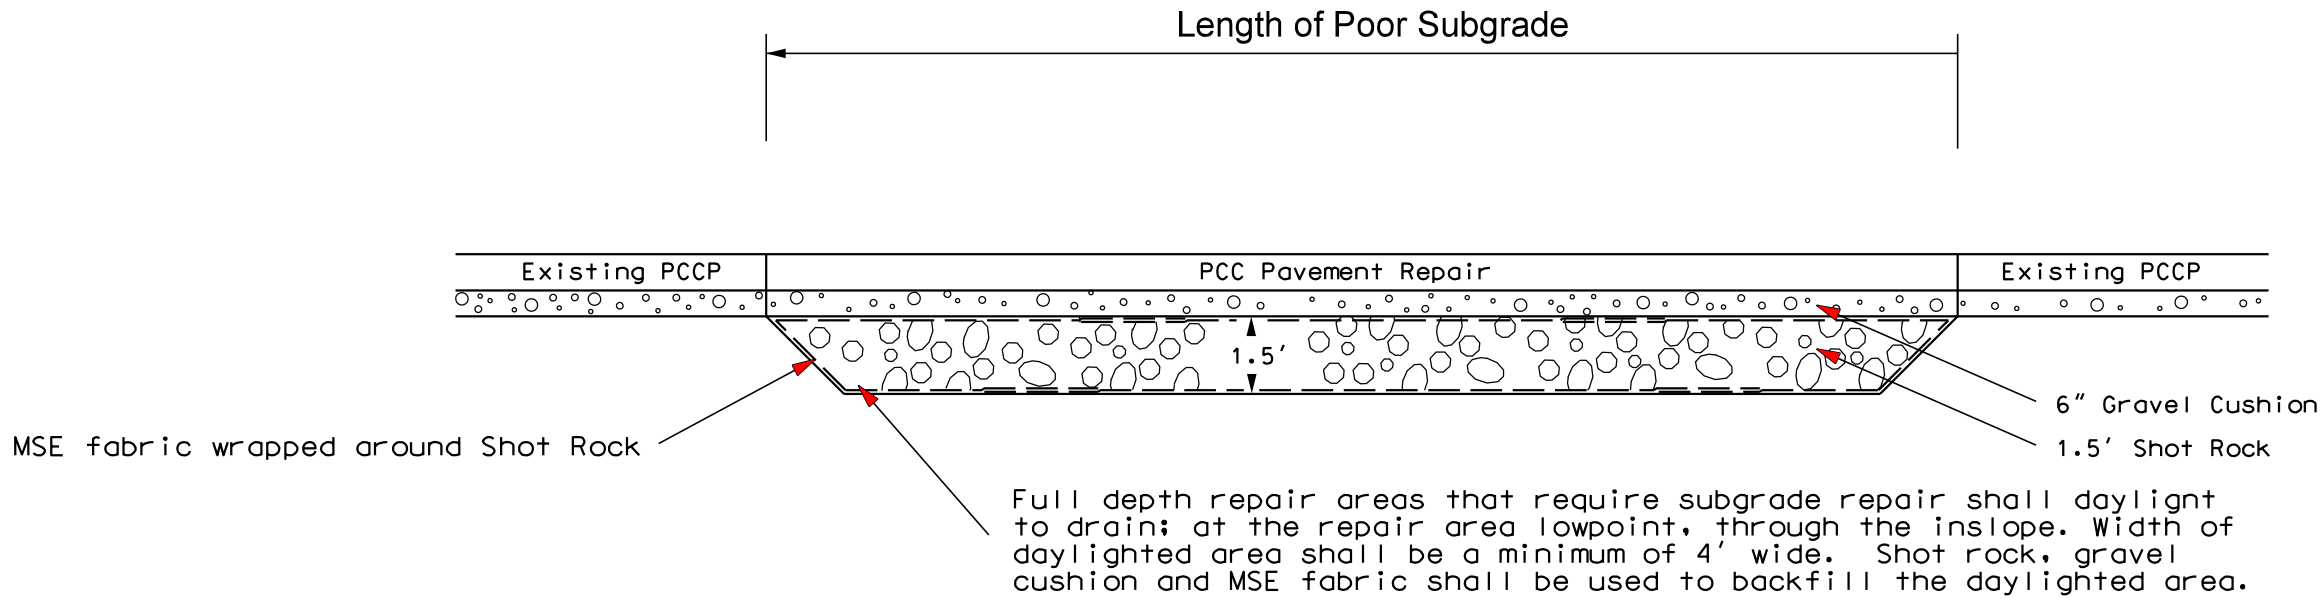 Length of Poor Subgrade
Existing PCCP
PCC Pavement Repair
Existing PCCP
1.5'
6" Gravel Cushion
MSE fabric wrapped around Shot Rock
1.5' Shot Rock
Full depth repair areas that require subgrade repair shall daylignt
to drain; at the repair area lowpoint, through the inslope. Width of
daylighted area shall be a minimum of 4' wide.  Shot rock, gravel
cushion and MSE fabric shall be used to backfill the daylighted area.